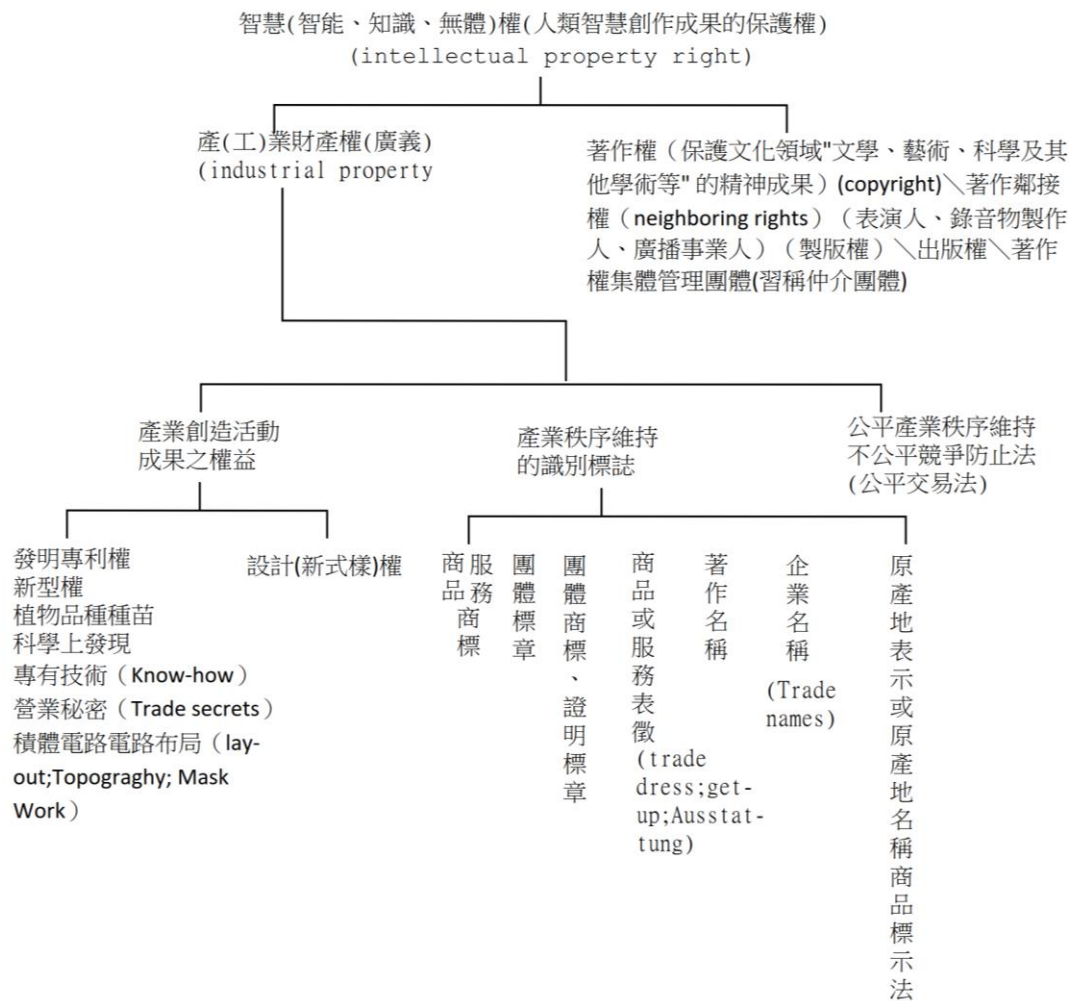 智慧(智能、知識、無體)權(人類智慧創作成果的保護權)
(intellectual property right)
產(工)業財產權(廣義)
(industrial property
著作權（保護文化領域"文學、藝術、科學及其
他學術等" 的精神成果）(copyright)＼著作鄰接
權（neighboring rights）（表演人、錄音物製作
人、廣播事業人）（製版權）＼出版權＼著作
權集體管理團體(習稱仲介團體)
產業創造活動
成果之權益
產業秩序維持
的識別標誌
公平產業秩序維持
不公平競爭防止法
(公平交易法)
發明專利權
新型權
植物品種種苗
科學上發現
專有技術（Know-how）
營業秘密（Trade secrets）
積體電路電路布局（lay-
out;Topograghy; Mask
Work）
設計(新式樣)權
商品
服務
商標
團體標章
團體商標、證明標章
商品或服務表徵
(trade
dress;get-
up;Ausstat-
tung)
著作名稱
企業名稱
(Trade
names)
原產地表示或原產地名稱商品標示法